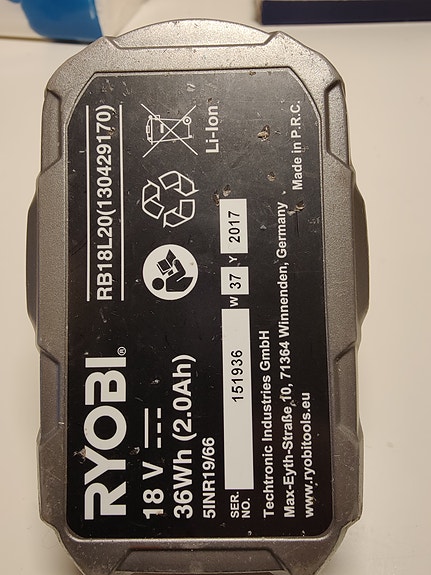 RYOBI®
RB18L20(130429170)
18 V
36Wh (2.0Ah)
5INR19/66
Li-Ion
SER. NO. 151936 W 37 Y 2017
Techtronic Industries GmbH
Max-Eyth-Straße 10, 71364 Winnenden, Germany
www.ryobitools.eu
Made in P.R.C.